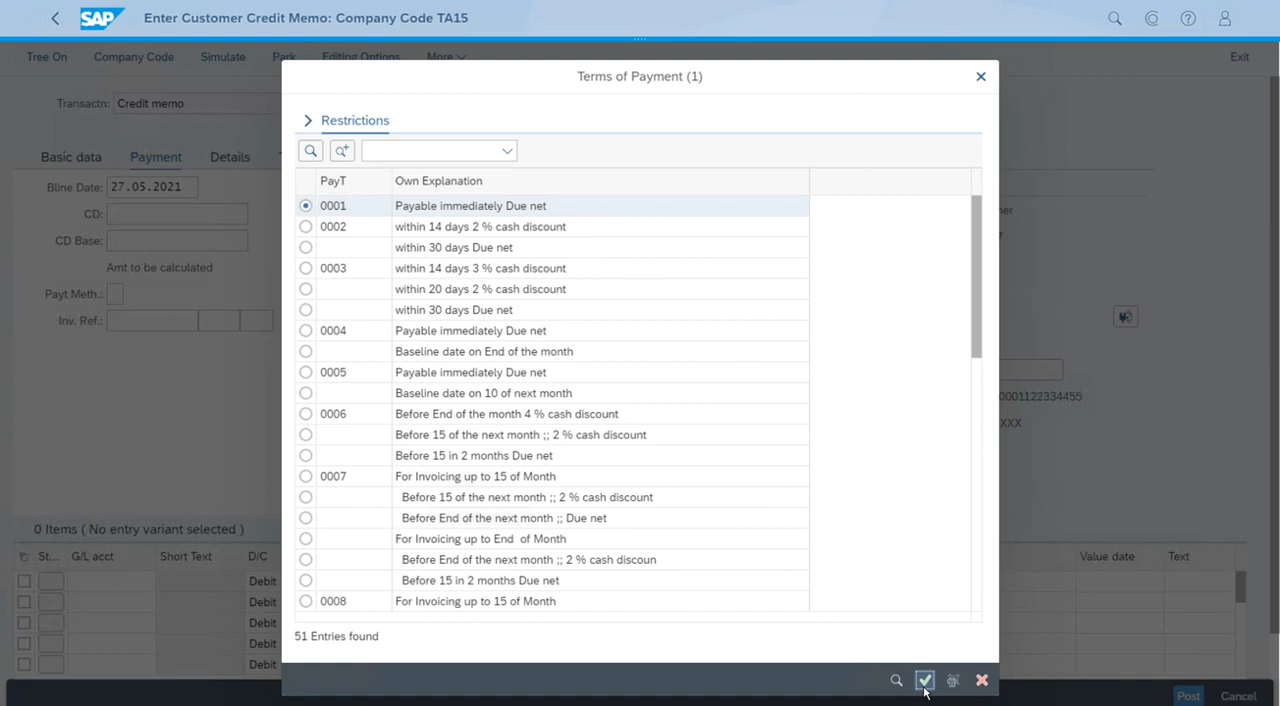 SAP Enter Customer Credit Memo: Company Code TA15
Tree On Company Code Simulate Park Editing Options More Exit
Terms of Payment (1)
Transactn: Credit memo
Restrictions
Basic data Payment Details
Bline Date: 27.05.2021
CD:
CD Base:
Amt to be calculated
Payt Meth.:
Inv. Ref.:
PayT Own Explanation
0001 Payable immediately Due net
0002 within 14 days 2 % cash discount
within 30 days Due net
0003 within 14 days 3 % cash discount
within 20 days 2 % cash discount
within 30 days Due net
0004 Payable immediately Due net
Baseline date on End of the month
0005 Payable immediately Due net
Baseline date on 10 of next month
0006 Before End of the month 4 % cash discount
Before 15 of the next month ;; 2 % cash discount
Before 15 in 2 months Due net
0007 For Invoicing up to 15 of Month
Before 15 of the next month ;; 2 % cash discount
Before End of the next month ;; Due net
For Invoicing up to End of Month
Before End of the next month ;; 2 % cash discoun
Before 15 in 2 months Due net
0008 For Invoicing up to 15 of Month
51 Entries found
0001122334455
XXX
0 Items ( No entry variant selected )
St... G/L acct Short Text D/C Value date Text
Debit
Debit
Debit
Debit
Debit
Post Cancel